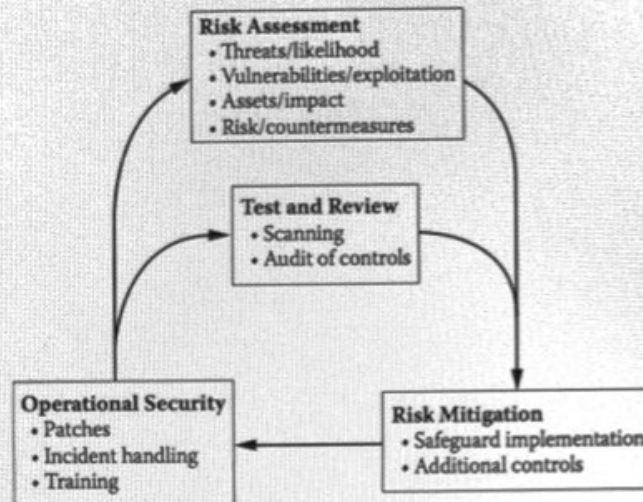 Risk Assessment
• Threats/likelihood
• Vulnerabilities/exploitation
• Assets/impact
• Risk/countermeasures
Test and Review
• Scanning
• Audit of controls
Operational Security
• Patches
• Incident handling
• Training
Risk Mitigation
• Safeguard implementation
• Additional controls